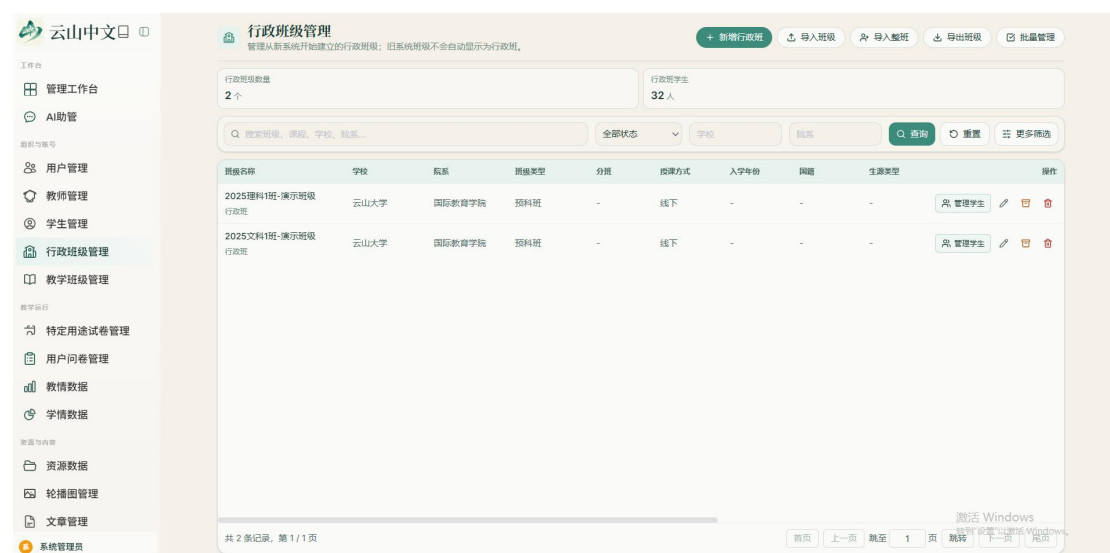 云山中文
工作台
管理工作台
AI助管
组织与账号
用户管理
教师管理
学生管理
行政班级管理
教学班级管理
教学运行
特定用途试卷管理
用户问卷管理
教情数据
学情数据
资源与内容
资源数据
轮播图管理
文章管理
系统管理员
行政班级管理
管理从新系统开始建立的行政班级；旧系统班级不会自动显示为行政班。
+ 新增行政班 导入班级 导入整班 导出班级 批量管理
行政班级数量
2 个
行政班学生
32 人
搜索班级、课程、学校、院系... 全部状态 学校 院系 查询 重置 更多筛选
班级名称 学校 院系 班级类型 分班 授课方式 入学年份 国籍 生源类型 操作
2025理科1班-演示班级
行政班
云山大学 国际教育学院 预科班 - 线下 - - - 管理学生
2025文科1班-演示班级
行政班
云山大学 国际教育学院 预科班 - 线下 - - - 管理学生
共 2 条记录，第 1 / 1 页
首页 上一页 跳至 1 页 跳转 下一页 尾页
激活 Windows
转到"设置"以激活 Windows。